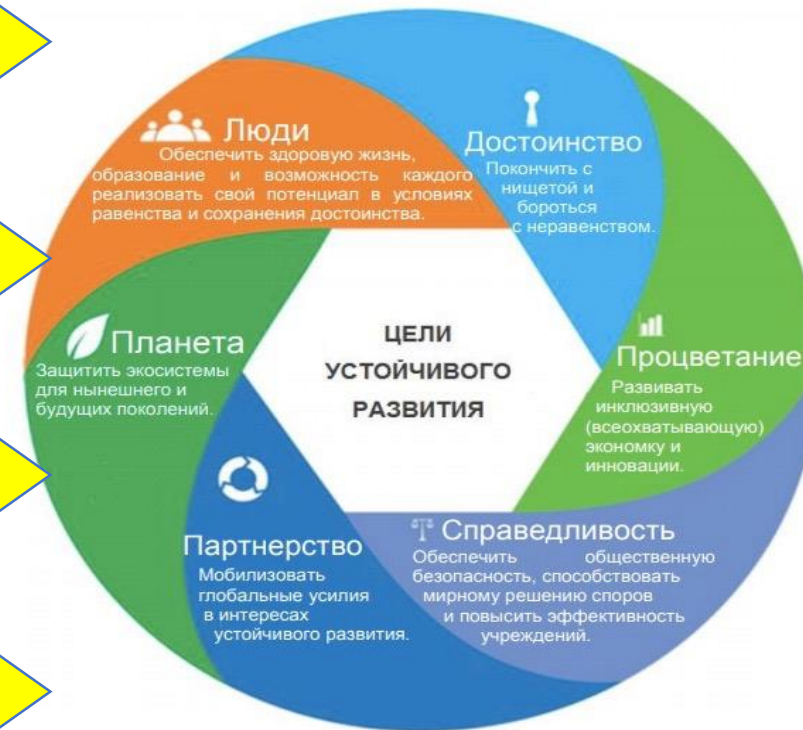 Люди
Обеспечить здоровую жизнь,
образование и возможность каждого
реализовать свой потенциал в условиях
равенства и сохранения достоинства.
Достоинство
Покончить с
нищетой и
бороться
с неравенством.
Процветание
Развивать
инклюзивную
(всеохватывающую)
экономку и
инновации.
Справедливость
Обеспечить общественную
безопасность, способствовать
мирному решению споров
и повысить эффективность
учреждений.
Партнерство
Мобилизовать
глобальные усилия
в интересах
устойчивого развития.
Планета
Защитить экосистемы
для нынешнего и
будущих поколений.
ЦЕЛИ
УСТОЙЧИВОГО
РАЗВИТИЯ